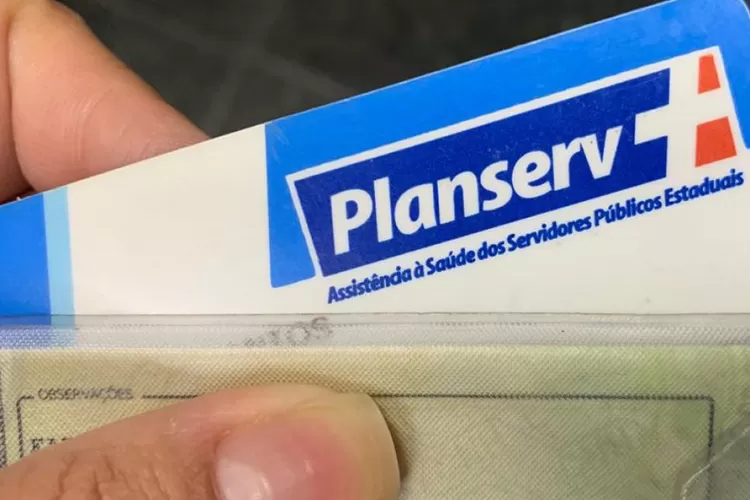 Planserv
Assistência à Saúde dos Servidores Públicos Estaduais
OBSERVAÇÕES